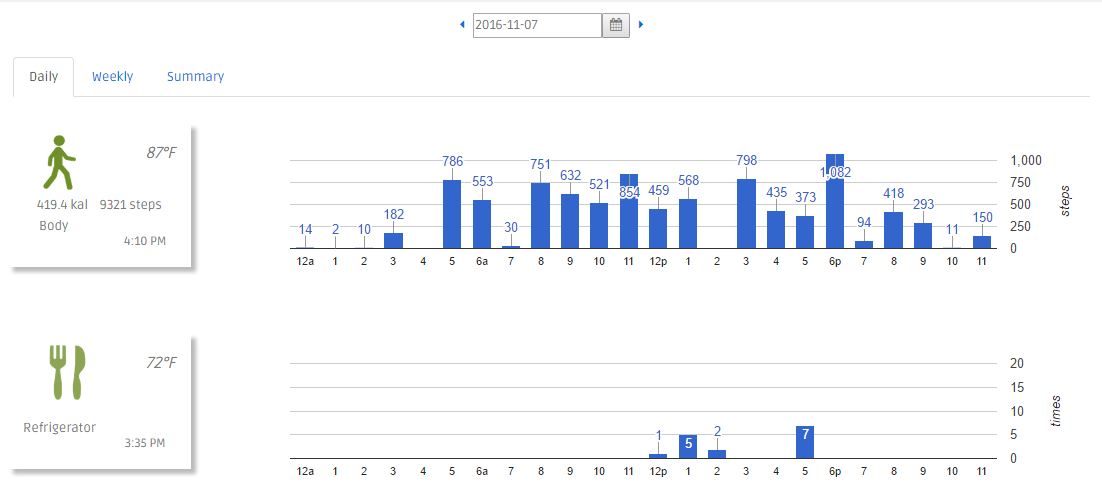 2016-11-07
Daily Weekly Summary
87°F
419.4 kal 9321 steps
Body
4:10 PM
14 2 10 182 786 553 30 751 632 521 854 459 568 798 435 373 1,082 94 418 293 11 150
1,000
750
500
250
0
steps
12a 1 2 3 4 5 6a 7 8 9 10 11 12p 1 2 3 4 5 6p 7 8 9 10 11
72°F
Refrigerator
3:35 PM
1 5 2 7
20
15
10
5
0
times
12a 1 2 3 4 5 6a 7 8 9 10 11 12p 1 2 3 4 5 6p 7 8 9 10 11